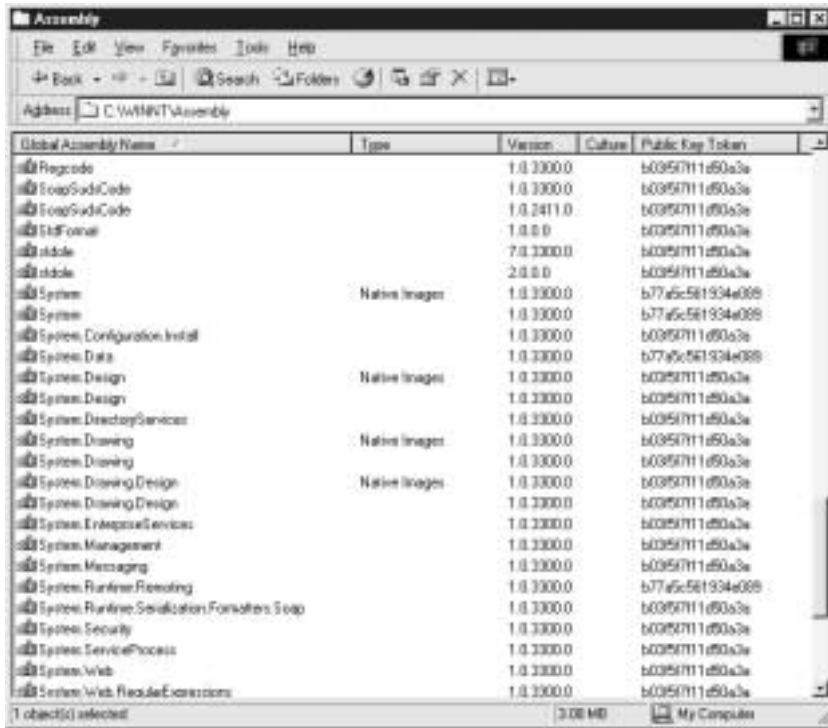 Assembly
File Edit View Favorites Tools Help
Back Search Folders
Address C:\WINNT\Assembly
Global Assembly Name Type Version Culture Public Key Token
Regcode 1.0.3300.0 b03f5f7f11d50a3a
SoapSudsCode 1.0.3300.0 b03f5f7f11d50a3a
SoapSudsCode 1.0.2411.0 b03f5f7f11d50a3a
StdFormat 1.0.0.0 b03f5f7f11d50a3a
stdole 7.0.3300.0 b03f5f7f11d50a3a
stdole 2.0.0.0 b03f5f7f11d50a3a
System Native Images 1.0.3300.0 b77a5c561934e089
System 1.0.3300.0 b77a5c561934e089
System.Configuration.Install 1.0.3300.0 b03f5f7f11d50a3a
System.Data 1.0.3300.0 b77a5c561934e089
System.Design Native Images 1.0.3300.0 b03f5f7f11d50a3a
System.Design 1.0.3300.0 b03f5f7f11d50a3a
System.DirectoryServices 1.0.3300.0 b03f5f7f11d50a3a
System.Drawing Native Images 1.0.3300.0 b03f5f7f11d50a3a
System.Drawing 1.0.3300.0 b03f5f7f11d50a3a
System.Drawing.Design Native Images 1.0.3300.0 b03f5f7f11d50a3a
System.Drawing.Design 1.0.3300.0 b03f5f7f11d50a3a
System.EnterpriseServices 1.0.3300.0 b03f5f7f11d50a3a
System.Management 1.0.3300.0 b03f5f7f11d50a3a
System.Messaging 1.0.3300.0 b03f5f7f11d50a3a
System.Runtime.Remoting 1.0.3300.0 b77a5c561934e089
System.Runtime.Serialization.Formatters.Soap 1.0.3300.0 b03f5f7f11d50a3a
System.Security 1.0.3300.0 b03f5f7f11d50a3a
System.ServiceProcess 1.0.3300.0 b03f5f7f11d50a3a
System.Web 1.0.3300.0 b03f5f7f11d50a3a
System.Web.RegularExpressions 1.0.3300.0 b03f5f7f11d50a3a
1 object(s) selected 3.08 MB My Computer